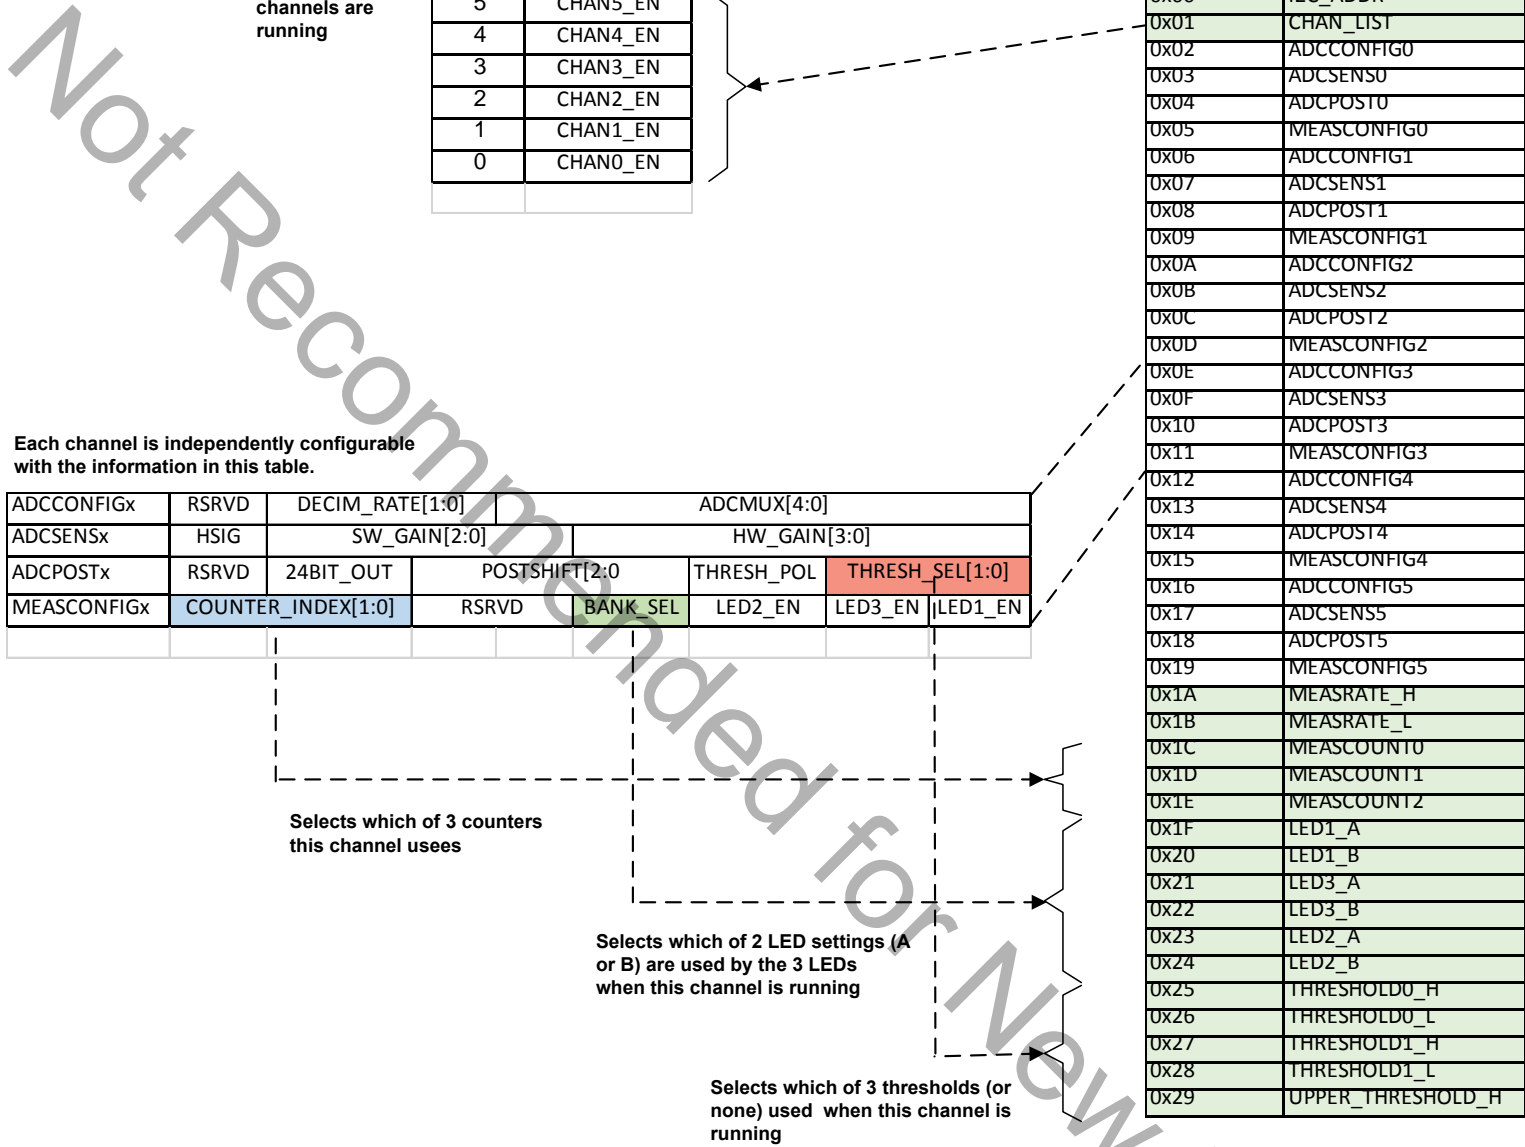 channels are
running
5 CHAN5_EN
4 CHAN4_EN
3 CHAN3_EN
2 CHAN2_EN
1 CHAN1_EN
0 CHAN0_EN
Each channel is independently configurable
with the information in this table.
ADCCONFIGx RSRVD DECIM_RATE[1:0] ADCMUX[4:0]
ADCSENSx HSIG SW_GAIN[2:0] HW_GAIN[3:0]
ADCPOSTx RSRVD 24BIT_OUT POSTSHIFT[2:0 THRESH_POL THRESH_SEL[1:0]
MEASCONFIGx COUNTER_INDEX[1:0] RSRVD BANK_SEL LED2_EN LED3_EN LED1_EN
Selects which of 3 counters
this channel usees
Selects which of 2 LED settings (A
or B) are used by the 3 LEDs
when this channel is running
Selects which of 3 thresholds (or
none) used when this channel is
running
0x00 I2C_ADDR
0x01 CHAN_LIST
0x02 ADCCONFIG0
0x03 ADCSENS0
0x04 ADCPOST0
0x05 MEASCONFIG0
0x06 ADCCONFIG1
0x07 ADCSENS1
0x08 ADCPOST1
0x09 MEASCONFIG1
0x0A ADCCONFIG2
0x0B ADCSENS2
0x0C ADCPOST2
0x0D MEASCONFIG2
0x0E ADCCONFIG3
0x0F ADCSENS3
0x10 ADCPOST3
0x11 MEASCONFIG3
0x12 ADCCONFIG4
0x13 ADCSENS4
0x14 ADCPOST4
0x15 MEASCONFIG4
0x16 ADCCONFIG5
0x17 ADCSENS5
0x18 ADCPOST5
0x19 MEASCONFIG5
0x1A MEASRATE_H
0x1B MEASRATE_L
0x1C MEASCOUNT0
0x1D MEASCOUNT1
0x1E MEASCOUNT2
0x1F LED1_A
0x20 LED1_B
0x21 LED3_A
0x22 LED3_B
0x23 LED2_A
0x24 LED2_B
0x25 THRESHOLD0_H
0x26 THRESHOLD0_L
0x27 THRESHOLD1_H
0x28 THRESHOLD1_L
0x29 UPPER_THRESHOLD_H
Not Recommended for New